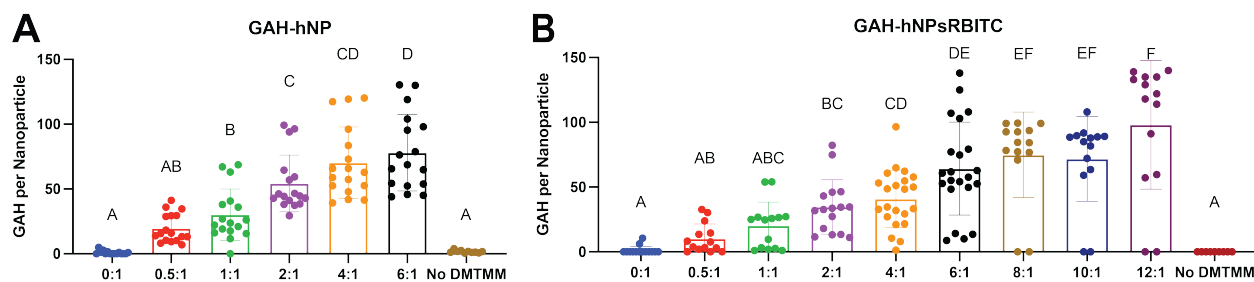 A
GAH-hNP
GAH per Nanoparticle
150
100
50
0
A
AB
B
C
CD
D
A
0:1
0.5:1
1:1
2:1
4:1
6:1
No DMTMM
B
GAH-hNPsRBITC
GAH per Nanoparticle
150
100
50
0
A
AB
ABC
BC
CD
DE
EF
EF
F
A
0:1
0.5:1
1:1
2:1
4:1
6:1
8:1
10:1
12:1
No DMTMM